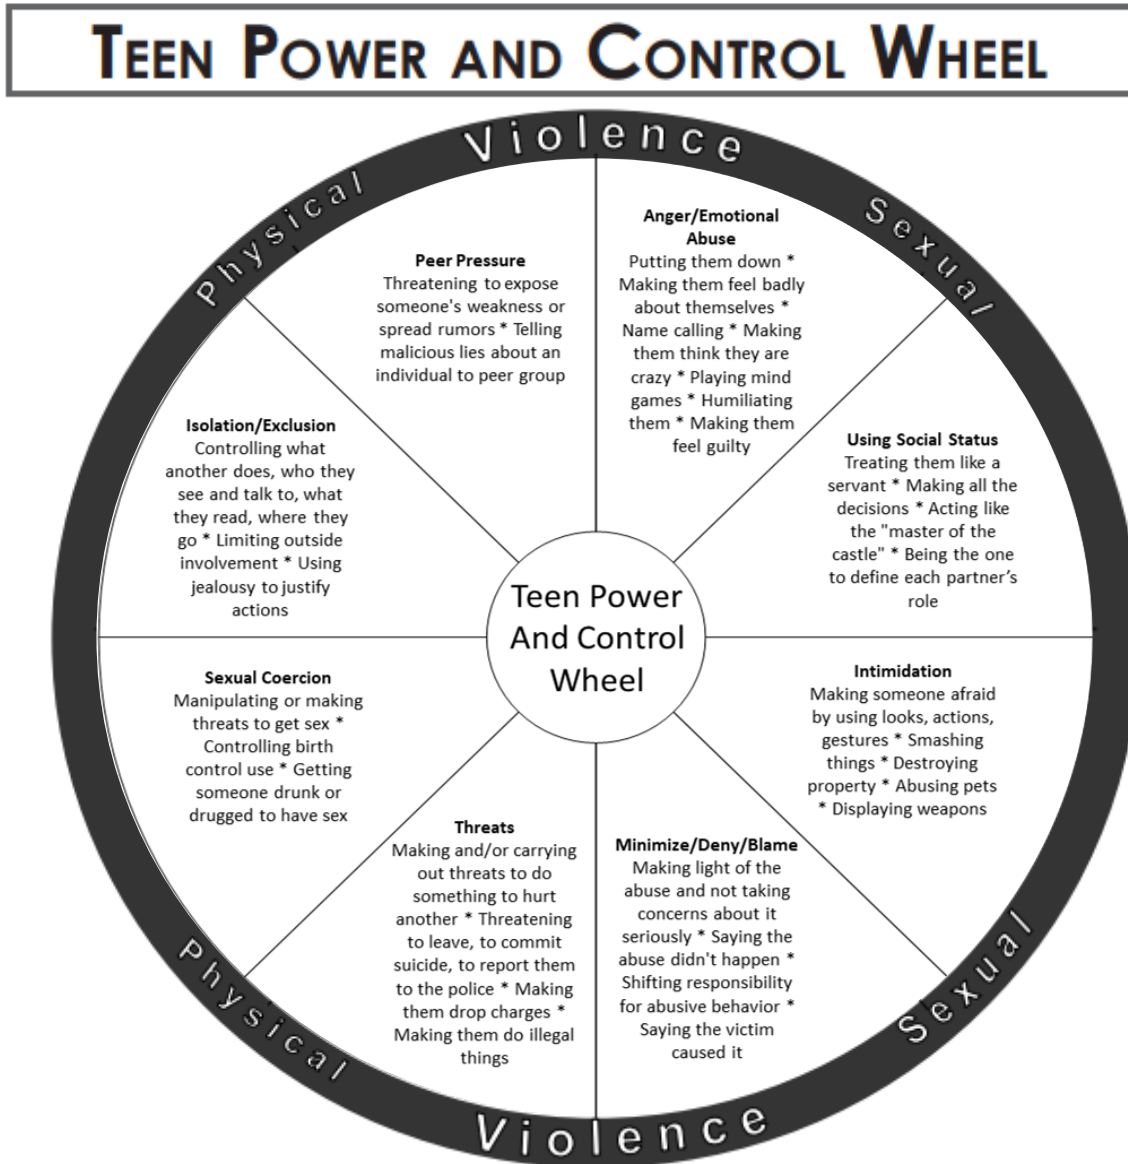 TEEN POWER AND CONTROL WHEEL
Physical
Violence
Sexual
Peer Pressure
Threatening to expose
someone's weakness or
spread rumors * Telling
malicious lies about an
individual to peer group
Anger/Emotional
Abuse
Putting them down *
Making them feel badly
about themselves *
Name calling * Making
them think they are
crazy * Playing mind
games * Humiliating
them * Making them
feel guilty
Isolation/Exclusion
Controlling what
another does, who they
see and talk to, what
they read, where they
go * Limiting outside
involvement * Using
jealousy to justify
actions
Using Social Status
Treating them like a
servant * Making all the
decisions * Acting like
the "master of the
castle" * Being the one
to define each partner’s
role
Teen Power
And Control
Wheel
Sexual Coercion
Manipulating or making
threats to get sex *
Controlling birth
control use * Getting
someone drunk or
drugged to have sex
Intimidation
Making someone afraid
by using looks, actions,
gestures * Smashing
things * Destroying
property * Abusing pets
* Displaying weapons
Threats
Making and/or carrying
out threats to do
something to hurt
another * Threatening
to leave, to commit
suicide, to report them
to the police * Making
them drop charges *
Making them do illegal
things
Minimize/Deny/Blame
Making light of the
abuse and not taking
concerns about it
seriously * Saying the
abuse didn't happen *
Shifting responsibility
for abusive behavior *
Saying the victim
caused it
Physical
Violence
Sexual